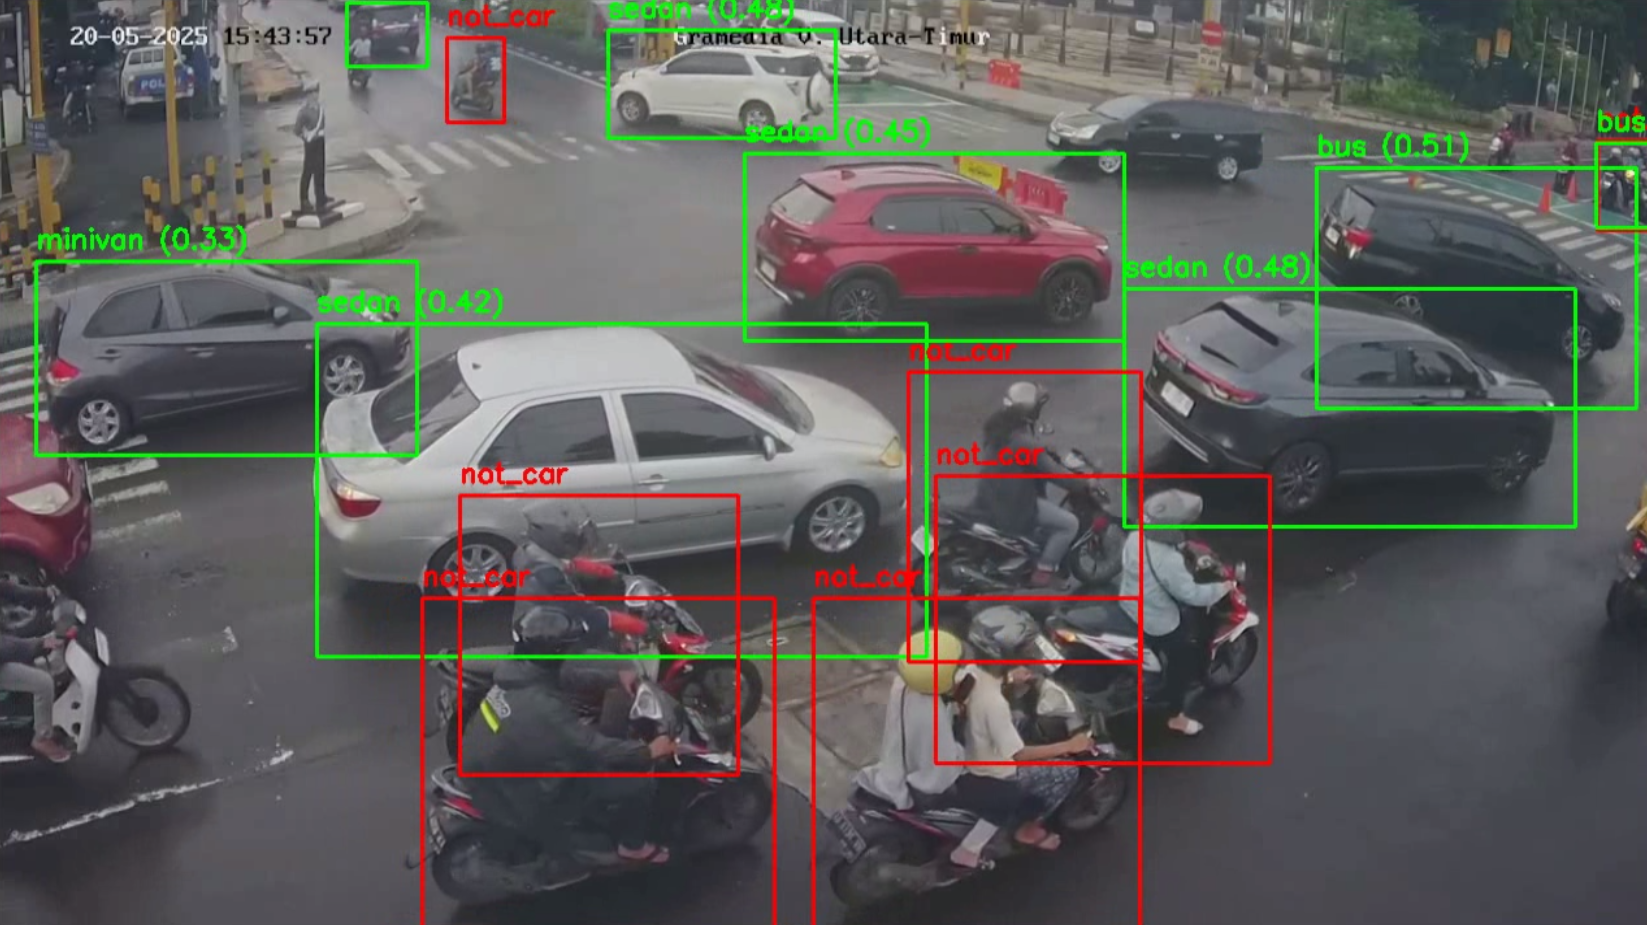 sedan (0.48)
not_car
20-05-2025 15:43:57
Gramedia v. Utara-Timur
POLISI
bus
sedan (0.45)
bus (0.51)
minivan (0.33)
sedan (0.48)
sedan (0.42)
not_car
not_car
not_car
not_car
not_car